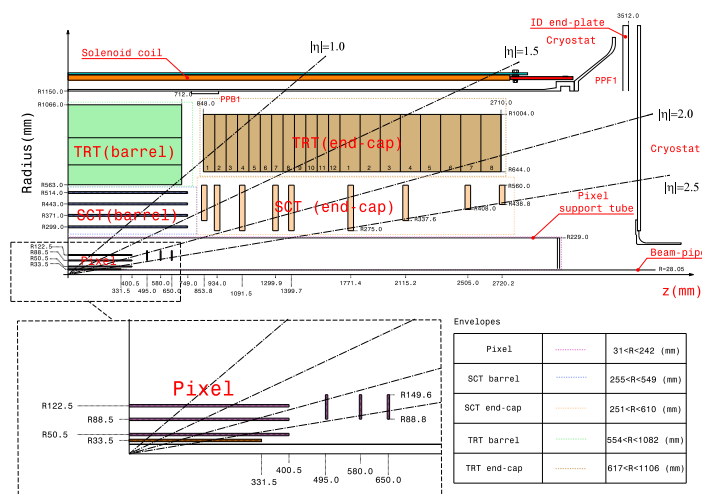 3512.0
ID end-plate
Cryostat
Solenoid coil
|η|=1.0
|η|=1.5
PPF1
R1150.0
712.0
PPB1
R1066.0
848.0
2710.0
R1004.0
|η|=2.0
Radius(mm)
TRT(barrel)
TRT(end-cap)
Cryostat
1 2 3 4 5 6 7 8 9 10 11 12 1 2 3 4 5 6 7 8
R644.0
R563.0
R560.0
|η|=2.5
R514.0
R443.0
R438.8
R408.0
Pixel
support tube
SCT(barrel)
SCT (end-cap)
R371.0
R337.6
R299.0
R275.0
R229.0
R122.5
R88.5
R50.5
R33.5
Pixel
Beam-pipe
R=28.05
400.5 580.0 749.0 934.0 1299.9 1771.4 2115.2 2505.0 2720.2
331.5 495.0 650.0 853.8 1091.5 1399.7
z(mm)
Envelopes
Pixel 31<R<242 (mm)
SCT barrel 255<R<549 (mm)
SCT end-cap 251<R<610 (mm)
TRT barrel 554<R<1082 (mm)
TRT end-cap 617<R<1106 (mm)
Pixel
R149.6
R122.5
R88.5
R88.8
R50.5
R33.5
400.5 580.0
331.5 495.0 650.0